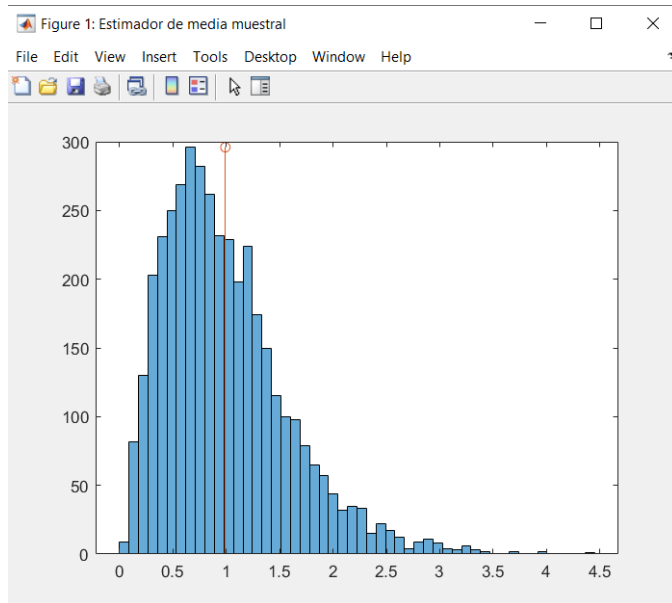 Figure 1: Estimador de media muestral
File Edit View Insert Tools Desktop Window Help
300
250
200
150
100
50
0
0 0.5 1 1.5 2 2.5 3 3.5 4 4.5